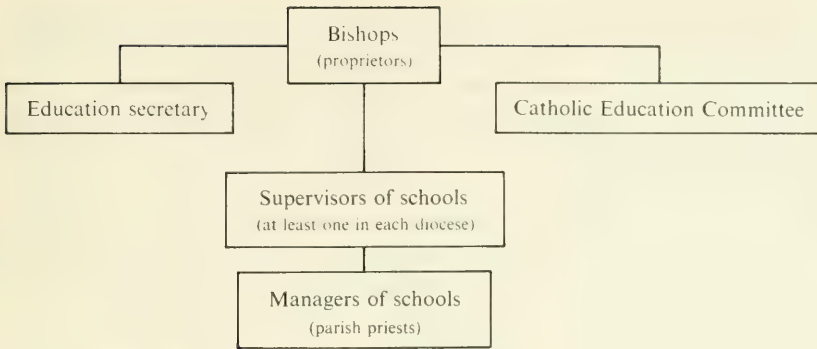 Bishops
(proprietors)
Education secretary
Catholic Education Committee
Supervisors of schools
(at least one in each diocese)
Managers of schools
(parish priests)